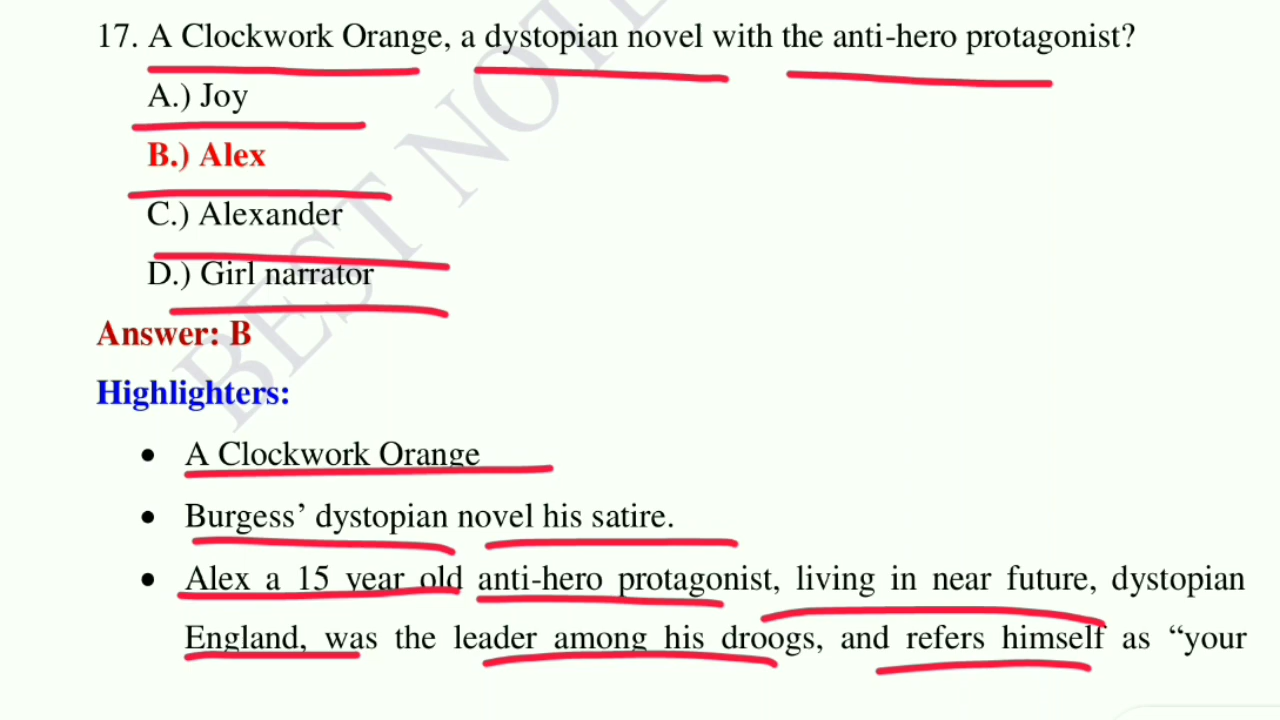 17. A Clockwork Orange, a dystopian novel with the anti-hero protagonist?
A.) Joy
B.) Alex
C.) Alexander
D.) Girl narrator
Answer: B
Highlighters:
• A Clockwork Orange
• Burgess’ dystopian novel his satire.
• Alex a 15 year old anti-hero protagonist, living in near future, dystopian
England, was the leader among his droogs, and refers himself as “your
BEST NOTE